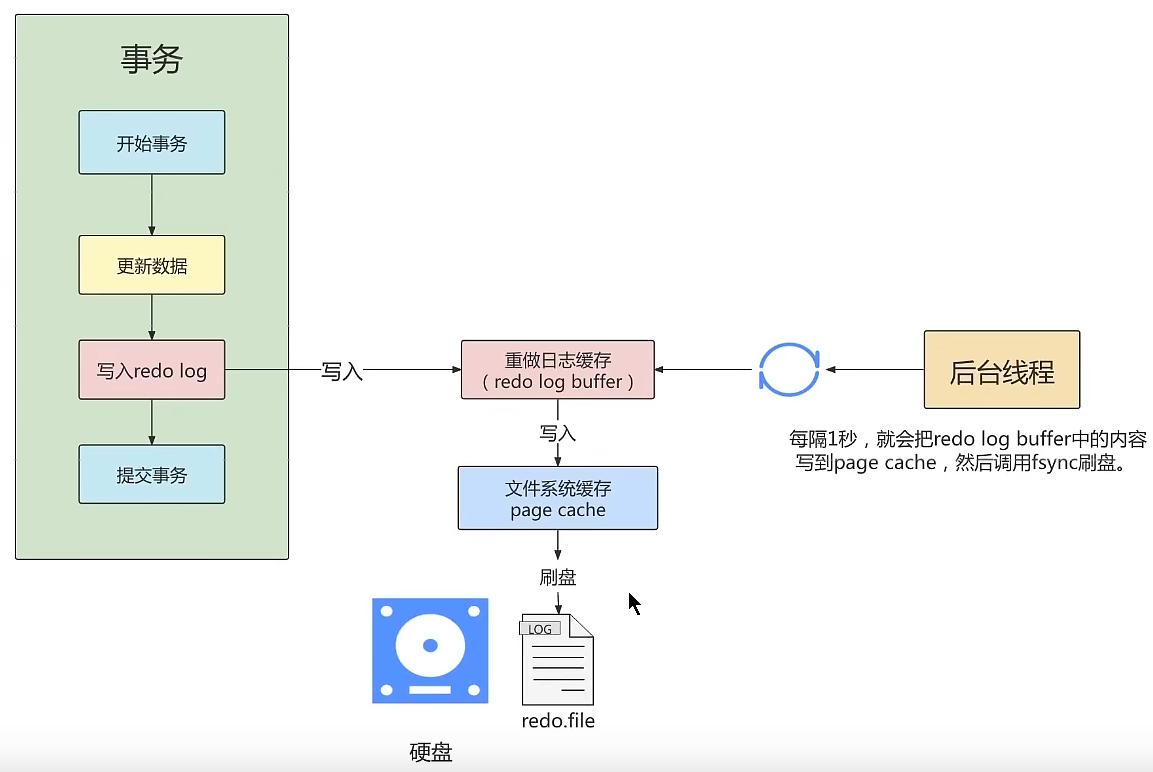 事务
开始事务
更新数据
写入redo log
提交事务
写入
重做日志缓存
（redo log buffer）
写入
文件系统缓存
page cache
刷盘
LOG
redo.file
硬盘
后台线程
每隔1秒，就会把redo log buffer中的内容
写到page cache，然后调用fsync刷盘。